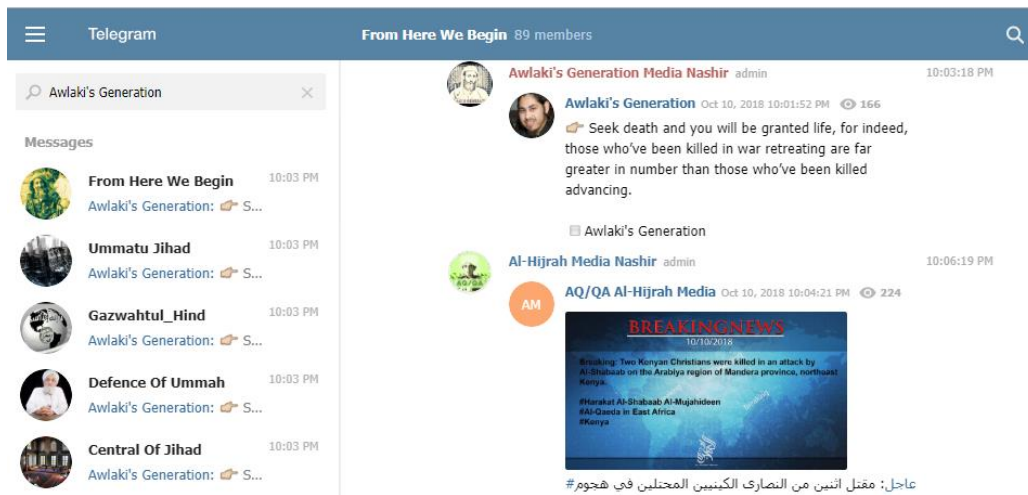 Telegram
From Here We Begin 89 members
Awlaki's Generation
Messages
From Here We Begin 10:03 PM
Awlaki's Generation: 👉 S...
Ummatu Jihad 10:03 PM
Awlaki's Generation: 👉 S...
Gazwahtul_Hind 10:03 PM
Awlaki's Generation: 👉 S...
Defence Of Ummah 10:03 PM
Awlaki's Generation: 👉 S...
Central Of Jihad 10:03 PM
Awlaki's Generation: 👉 S...
Awlaki's Generation Media Nashir admin 10:03:18 PM
Awlaki's Generation Oct 10, 2018 10:01:52 PM 166
👉 Seek death and you will be granted life, for indeed,
those who've been killed in war retreating are far
greater in number than those who've been killed
advancing.
Awlaki's Generation
Al-Hijrah Media Nashir admin 10:06:19 PM
AQ/QA
AM
AQ/QA Al-Hijrah Media Oct 10, 2018 10:04:21 PM 224
BREAKINGNEWS
10/10/2018
Breaking: Two Kenyan Christians were killed in an attack by
Al-Shabaab on the Arabiya region of Mandera province, northeast
Kenya.
#Harakat Al-Shabaab Al-Mujahideen
#Al-Qaeda in East Africa
#Kenya
عاجل: مقتل اثنين من النصارى الكينيين المحتلين في هجوم#